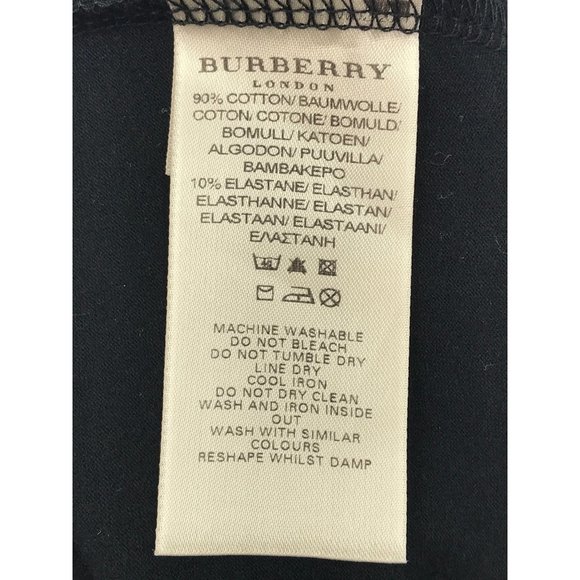 BURBERRY
LONDON
90% COTTON/ BAUMWOLLE/
COTON/ COTONE/ BOMULD/
BOMULL/ KATOEN/
ALGODON/ PUUVILLA/
BAMBAKEPO
10% ELASTANE/ ELASTHAN/
ELASTHANNE/ ELASTAN/
ELASTAAN/ ELASTAANI/
ΕΛΑΣΤΑΝΗ
MACHINE WASHABLE
DO NOT BLEACH
DO NOT TUMBLE DRY
LINE DRY
COOL IRON
DO NOT DRY CLEAN
WASH AND IRON INSIDE
OUT
WASH WITH SIMILAR
COLOURS
RESHAPE WHILST DAMP